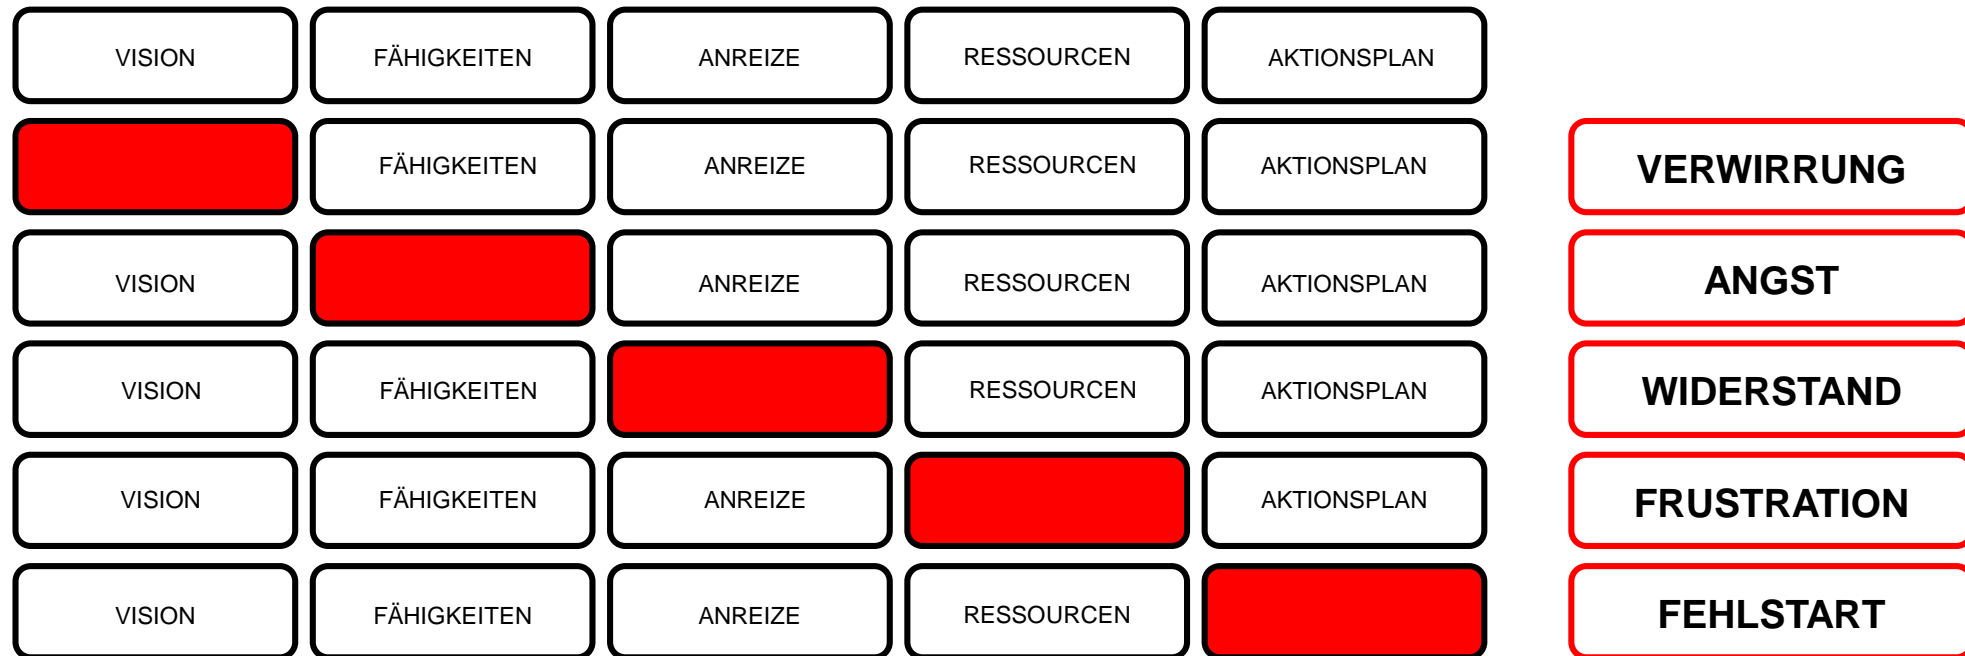 VISION FÄHIGKEITEN ANREIZE RESSOURCEN AKTIONSPLAN
FÄHIGKEITEN ANREIZE RESSOURCEN AKTIONSPLAN VERWIRRUNG
VISION ANREIZE RESSOURCEN AKTIONSPLAN ANGST
VISION FÄHIGKEITEN RESSOURCEN AKTIONSPLAN WIDERSTAND
VISION FÄHIGKEITEN ANREIZE AKTIONSPLAN FRUSTRATION
VISION FÄHIGKEITEN ANREIZE RESSOURCEN FEHLSTART